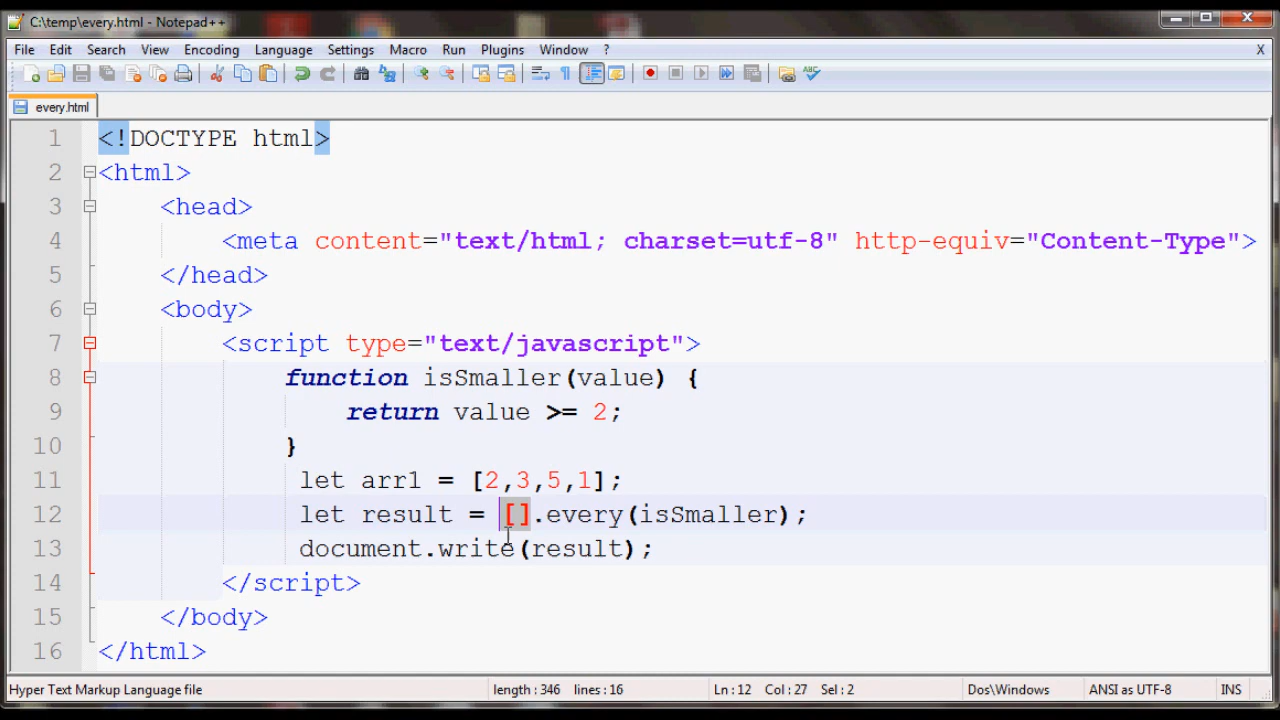 C:\temp\every.html - Notepad++
File Edit Search View Encoding Language Settings Macro Run Plugins Window ? X
every.html
1 <!DOCTYPE html>
2 <html>
3 <head>
4 <meta content="text/html; charset=utf-8" http-equiv="Content-Type">
5 </head>
6 <body>
7 <script type="text/javascript">
8 function isSmaller(value) {
9 return value >= 2;
10 }
11 let arr1 = [2,3,5,1];
12 let result = [].every(isSmaller);
13 document.write(result);
14 </script>
15 </body>
16 </html>
Hyper Text Markup Language file length : 346 lines : 16 Ln : 12 Col : 27 Sel : 2 Dos\Windows ANSI as UTF-8 INS